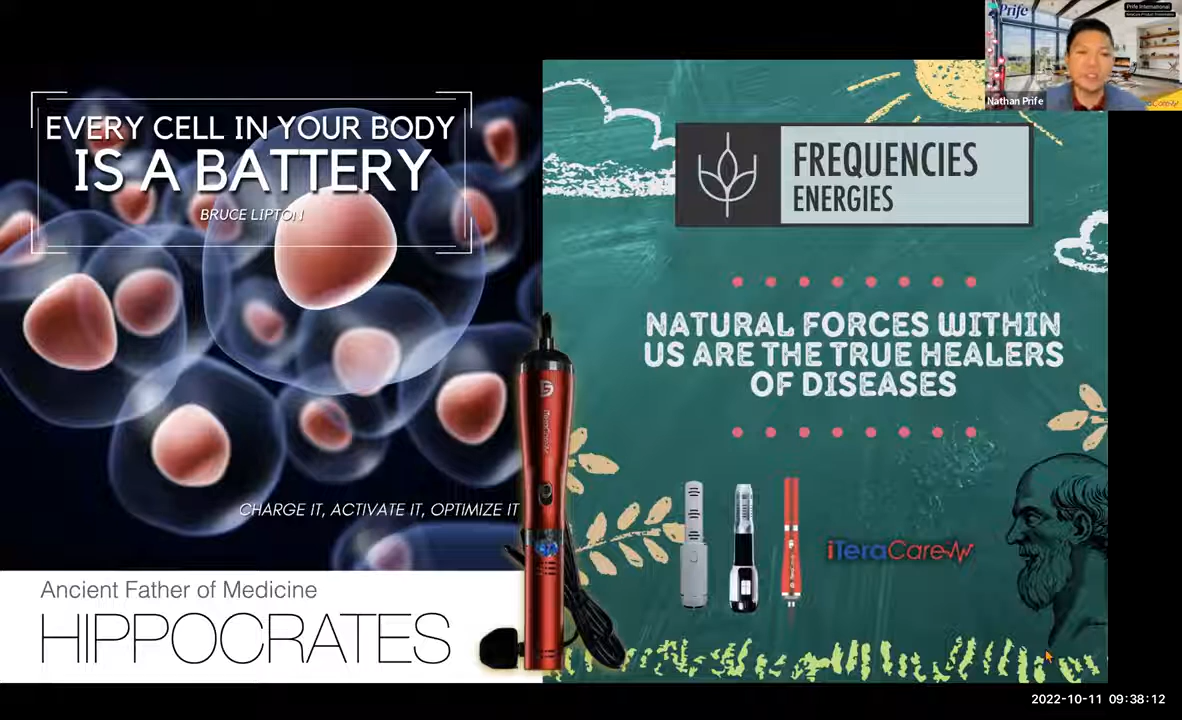 EVERY CELL IN YOUR BODY
IS A BATTERY
BRUCE LIPTON
CHARGE IT, ACTIVATE IT, OPTIMIZE IT
Ancient Father of Medicine
HIPPOCRATES
Prife
Prife International
Nathan Prife
FREQUENCIES
ENERGIES
NATURAL FORCES WITHIN
US ARE THE TRUE HEALERS
OF DISEASES
iTeraCare
2022-10-11 09:38:12